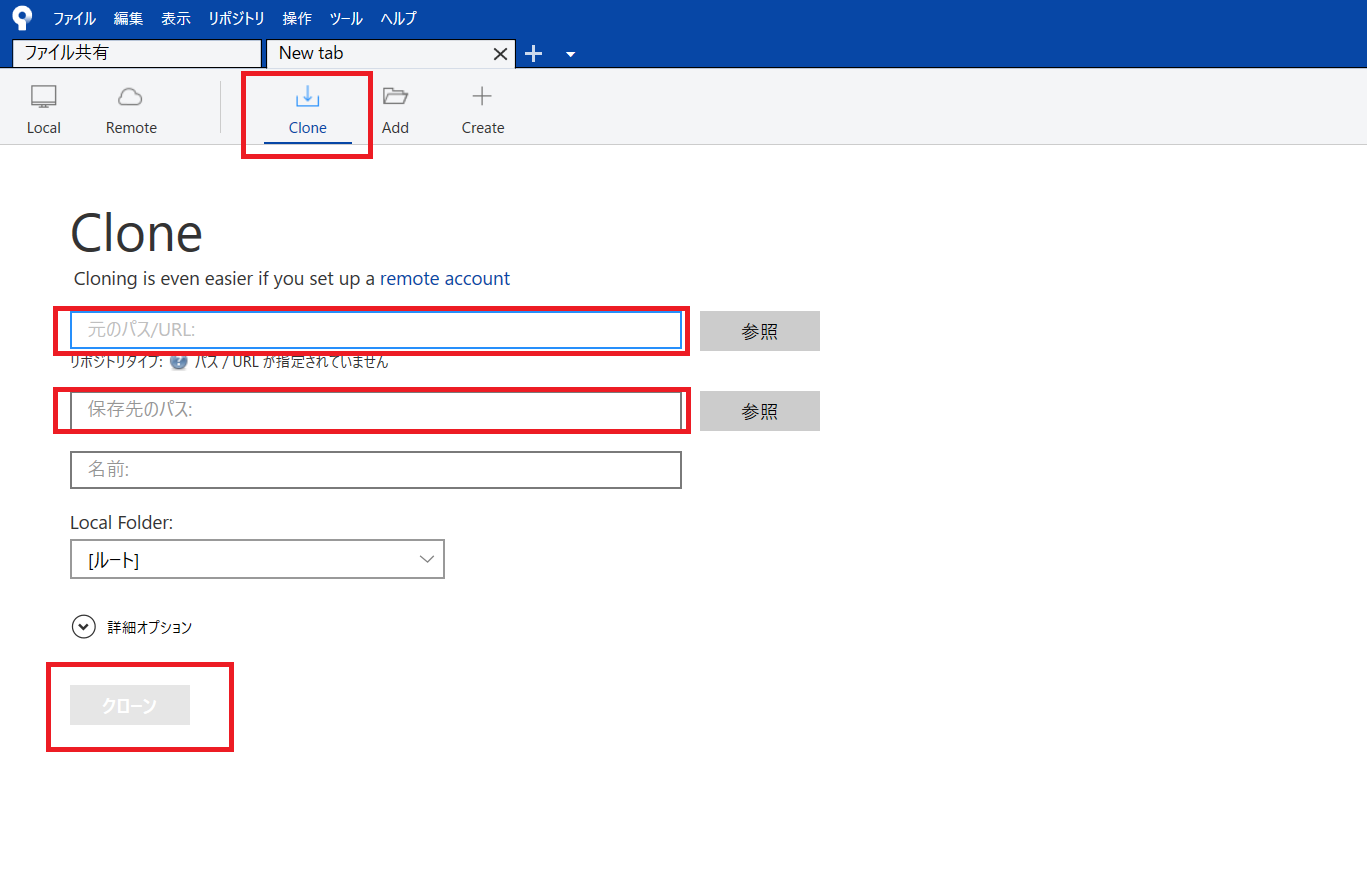 ファイル 編集 表示 リポジトリ 操作 ツール ヘルプ
ファイル共有 New tab
Local Remote Clone Add Create
Clone
Cloning is even easier if you set up a remote account
元のパス/URL: 参照
リポジトリタイプ: パス / URL が指定されていません
保存先のパス: 参照
名前:
Local Folder:
[ルート]
詳細オプション
クローン